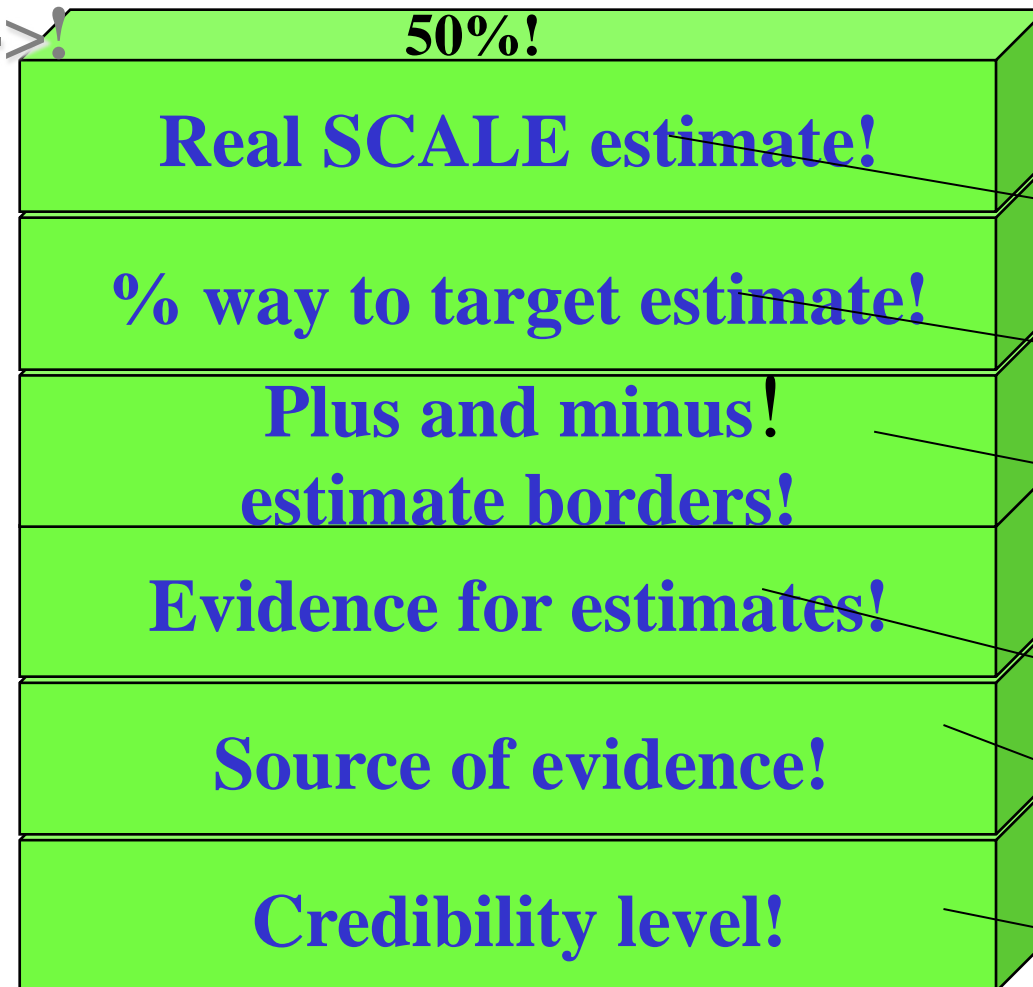 >!
50%!
Real SCALE estimate!
% way to target estimate!
Plus and minus!
estimate borders!
Evidence for estimates!
Source of evidence!
Credibility level!